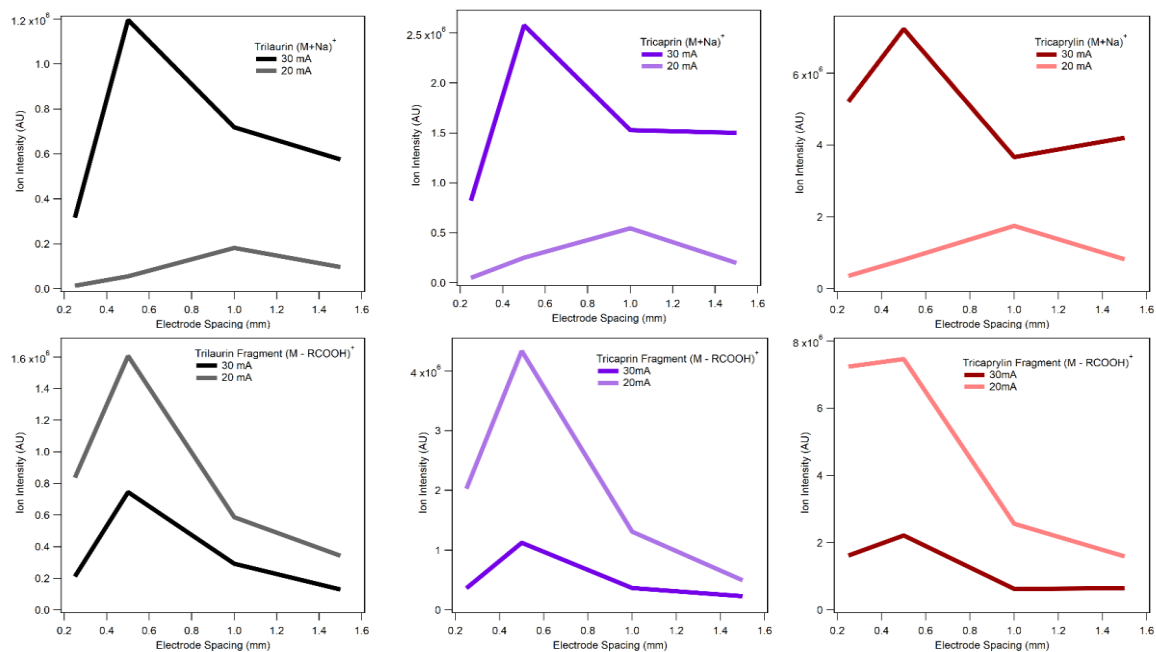 1.2 x10⁶
1.0
0.8
0.6
0.4
0.2
0.0
Ion Intensity (AU)
Trilaurin (M+Na)⁺
30 mA
20 mA
0.2 0.4 0.6 0.8 1.0 1.2 1.4 1.6
Electrode Spacing (mm)
2.5 x10⁶
2.0
1.5
1.0
0.5
0.0
Ion Intensity (AU)
Tricaprin (M+Na)⁺
30 mA
20 mA
0.2 0.4 0.6 0.8 1.0 1.2 1.4 1.6
Electrode Spacing (mm)
6 x10⁶
4
2
0
Ion Intensity (AU)
Tricaprylin (M+Na)⁺
30 mA
20 mA
0.2 0.4 0.6 0.8 1.0 1.2 1.4 1.6
Electrode Spacing (mm)
1.6 x10⁶
1.4
1.2
1.0
0.8
0.6
0.4
0.2
0.0
Ion Intensity (AU)
Trilaurin Fragment (M - RCOOH)⁺
30 mA
20 mA
0.2 0.4 0.6 0.8 1.0 1.2 1.4 1.6
Electrode Spacing (mm)
4 x10⁶
3
2
1
0
Ion Intensity (AU)
Tricaprin Fragment (M - RCOOH)⁺
30mA
20mA
0.2 0.4 0.6 0.8 1.0 1.2 1.4 1.6
Electrode Spacing (mm)
8 x10⁶
6
4
2
0
Ion Intensity (AU)
Tricaprylin Fragment (M - RCOOH)⁺
30mA
20mA
0.2 0.4 0.6 0.8 1.0 1.2 1.4 1.6
Electrode Spacing (mm)